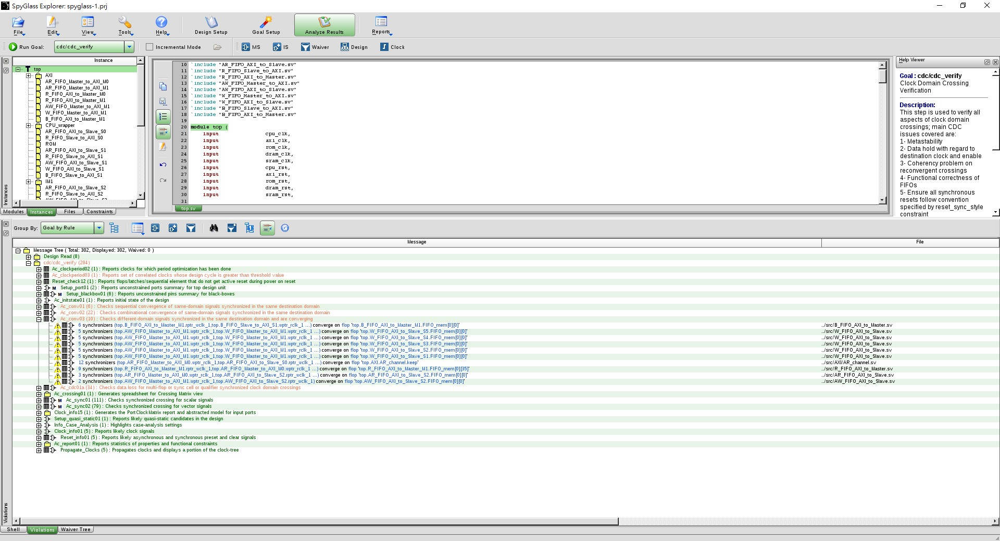 SpyGlass Explorer: spyglass-1.prj
File Edit View Tools Help Design Setup Goal Setup Analyze Results Reports
Run Goal: cdc/cdc_verify Incremental Mode MS IS Waiver Design Clock
Instance
top
AXI
AR_FIFO_Master_to_AXI_M0
AR_FIFO_Master_to_AXI_M1
R_FIFO_AXI_to_Master_M0
R_FIFO_AXI_to_Master_M1
AW_FIFO_Master_to_AXI_M1
W_FIFO_Master_to_AXI_M1
B_FIFO_AXI_to_Master_M1
CPU_wrapper
AR_FIFO_AXI_to_Slave_S0
R_FIFO_Slave_to_AXI_S0
ROM
AR_FIFO_AXI_to_Slave_S1
R_FIFO_Slave_to_AXI_S1
AW_FIFO_AXI_to_Slave_S1
W_FIFO_AXI_to_Slave_S1
B_FIFO_Slave_to_AXI_S1
IM1
AR_FIFO_AXI_to_Slave_S2
R_FIFO_Slave_to_AXI_S2
Instances
Modules Instances Files Constraints
10 `include "AR_FIFO_AXI_to_Slave.sv"
11 `include "R_FIFO_Slave_to_AXI.sv"
12 `include "R_FIFO_AXI_to_Master.sv"
13 `include "AW_FIFO_Master_to_AXI.sv"
14 `include "AW_FIFO_AXI_to_Slave.sv"
15 `include "W_FIFO_Master_to_AXI.sv"
16 `include "W_FIFO_AXI_to_Slave.sv"
17 `include "B_FIFO_Slave_to_AXI.sv"
18 `include "B_FIFO_AXI_to_Master.sv"
19
20 module top (
21 input cpu_clk,
22 input axi_clk,
23 input rom_clk,
24 input dram_clk,
25 input sram_clk,
26 input cpu_rst,
27 input axi_rst,
28 input rom_rst,
29 input dram_rst,
30 input sram_rst,
31
top.sv
Help Viewer
Goal : cdc/cdc_verify
Clock Domain Crossing
Verification
Description:
This step is used to verify all
aspects of clock domain
crossings; main CDC
issues covered are:
1- Metastability
2- Data hold with regard to
destination clock and enable
3- Coherency problem on
reconvergent crossings
4- Functional correctness of
FIFOs
5- Ensure all synchronous
resets follow convention
specified by reset_sync_style
constraint
Group By: Goal by Rule
Message File
Message Tree ( Total: 302, Displayed: 302, Waived: 0 )
Design Read (8)
cdc/cdc_verify (294)
Ac_clockperiod02 (1) : Reports clocks for which period optimization has been done
Ac_clockperiod03 (1) : Reports set of correlated clocks whose design cycle is greater than threshold value
Reset_check12 (1) : Reports flops/latches/sequential element that do not get active reset during power on reset
M Setup_port01 (2) : Reports unconstrained ports summary for top design unit
M Setup_blackbox01 (6) : Reports unconstrained pins summary for black-boxes
Ac_initstate01 (1) : Reports initial state of the design
Ac_conv01 (6) : Checks sequential convergence of same-domain signals synchronized in the same destination domain
Ac_conv02 (22) : Checks combinational convergence of same-domain signals synchronized in the same destination domain
Ac_conv03 (10) : Checks different-domain signals synchronized in the same destination domain and are converging
6 synchronizers (top.B_FIFO_AXI_to_Master_M1.rptr_wclk_1,top.B_FIFO_Slave_to_AXI_S1.wptr_rclk_1 ...) converge on flop 'top.B_FIFO_AXI_to_Master_M1.FIFO_mem[0][0]' ../src/B_FIFO_AXI_to_Master.sv
5 synchronizers (top.AW_FIFO_Master_to_AXI_M1.wptr_rclk_1,top.W_FIFO_Master_to_AXI_M1.wptr_rclk_1 ...) converge on flop 'top.W_FIFO_AXI_to_Slave_S5.FIFO_mem[0][0]' ../src/W_FIFO_AXI_to_Slave.sv
5 synchronizers (top.AW_FIFO_Master_to_AXI_M1.wptr_rclk_1,top.W_FIFO_Master_to_AXI_M1.wptr_rclk_1 ...) converge on flop 'top.W_FIFO_AXI_to_Slave_S4.FIFO_mem[0][0]' ../src/W_FIFO_AXI_to_Slave.sv
5 synchronizers (top.AW_FIFO_Master_to_AXI_M1.wptr_rclk_1,top.W_FIFO_Master_to_AXI_M1.wptr_rclk_1 ...) converge on flop 'top.W_FIFO_AXI_to_Slave_S3.FIFO_mem[0][0]' ../src/W_FIFO_AXI_to_Slave.sv
5 synchronizers (top.AW_FIFO_Master_to_AXI_M1.wptr_rclk_1,top.W_FIFO_Master_to_AXI_M1.wptr_rclk_1 ...) converge on flop 'top.W_FIFO_AXI_to_Slave_S2.FIFO_mem[0][0]' ../src/W_FIFO_AXI_to_Slave.sv
5 synchronizers (top.AW_FIFO_Master_to_AXI_M1.wptr_rclk_1,top.W_FIFO_Master_to_AXI_M1.wptr_rclk_1 ...) converge on flop 'top.W_FIFO_AXI_to_Slave_S1.FIFO_mem[0][0]' ../src/W_FIFO_AXI_to_Slave.sv
12 synchronizers (top.AR_FIFO_Master_to_AXI_M0.wptr_rclk_1,top.AR_FIFO_AXI_to_Slave_S0.rptr_wclk_1 ...) converge on flop 'top.AXI.AR_channel.keep' ../src/AXI/AR_channel.sv
9 synchronizers (top.R_FIFO_AXI_to_Master_M1.rptr_wclk_1,top.AR_FIFO_Master_to_AXI_M0.wptr_rclk_1 ...) converge on flop 'top.R_FIFO_AXI_to_Master_M1.FIFO_mem[0][35]' ../src/R_FIFO_AXI_to_Master.sv
3 synchronizers (top.AR_FIFO_Master_to_AXI_M0.wptr_rclk_1,top.AR_FIFO_AXI_to_Slave_S2.rptr_wclk_1 ...) converge on flop 'top.AR_FIFO_AXI_to_Slave_S2.FIFO_mem[0][0]' ../src/AR_FIFO_AXI_to_Slave.sv
2 synchronizers (top.AW_FIFO_Master_to_AXI_M1.wptr_rclk_1,top.AW_FIFO_AXI_to_Slave_S2.rptr_wclk_1) converge on flop 'top.AW_FIFO_AXI_to_Slave_S2.FIFO_mem[0][0]' ../src/AW_FIFO_AXI_to_Slave.sv
Ac_cdc01a (34) : Checks data loss for multi-flop or sync cell or qualifier synchronized clock domain crossings
Ac_crossing01 (1) : Generates spreadsheet for Crossing Matrix view
M Ac_sync01 (111) : Checks synchronized crossing for scalar signals
M Ac_sync02 (79) : Checks synchronized crossing for vector signals
Clock_info15 (1) : Generates the PortClockMatrix report and abstracted model for input ports
Setup_quasi_static01 (1) : Reports likely quasi-static candidates in the design
Info_Case_Analysis (1) : Highlights case-analysis settings
Clock_info01 (5) : Reports likely clock signals
Reset_info01 (5) : Reports likely asynchronous and synchronous preset and clear signals
Ac_report01 (1) : Reports statistics of properties and functional constraints
Propagate_Clocks (5) : Propagates clocks and displays a portion of the clock-tree
Violations
Shell Violations Waiver Tree